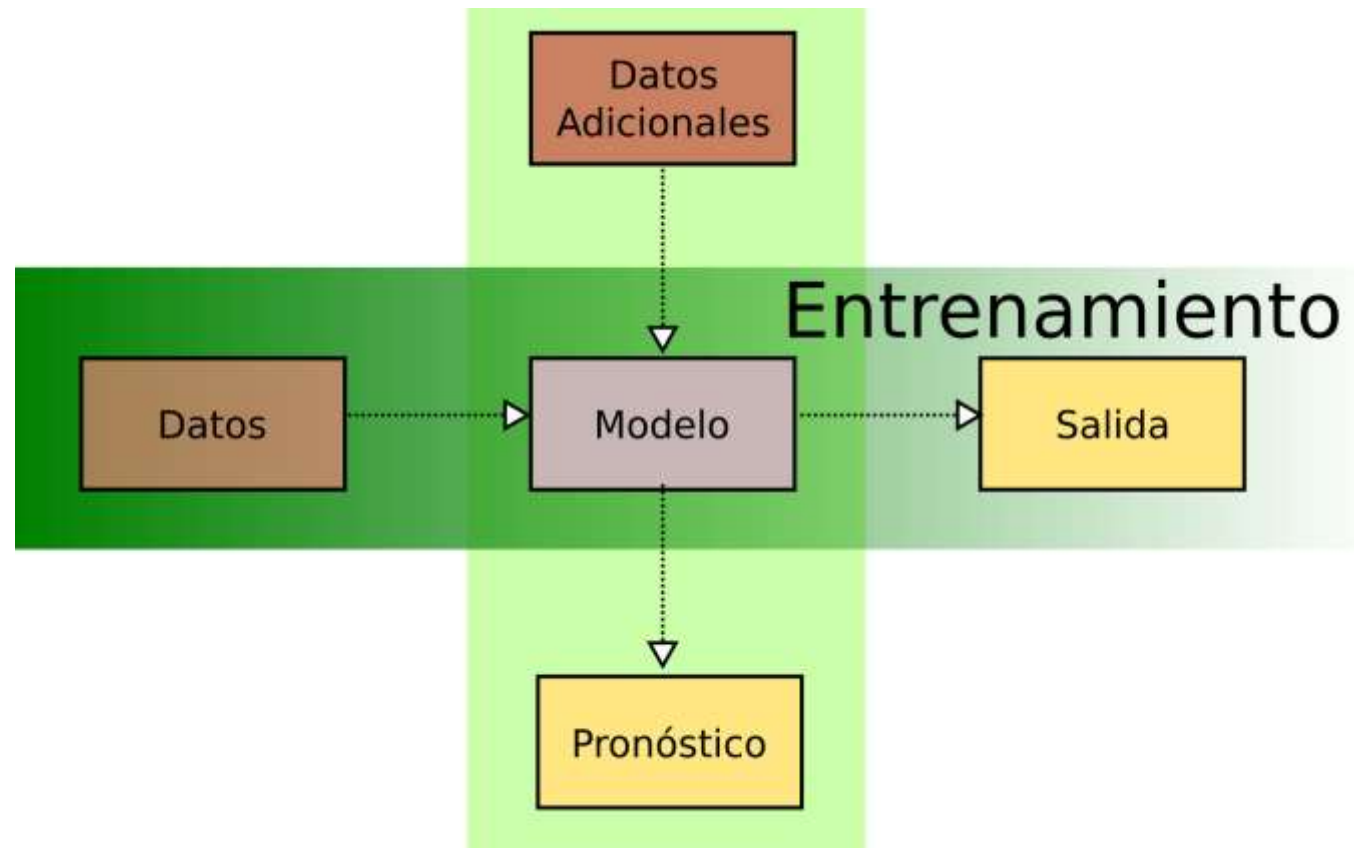 Datos
Adicionales
Entrenamiento
Datos
Modelo
Salida
Pronóstico